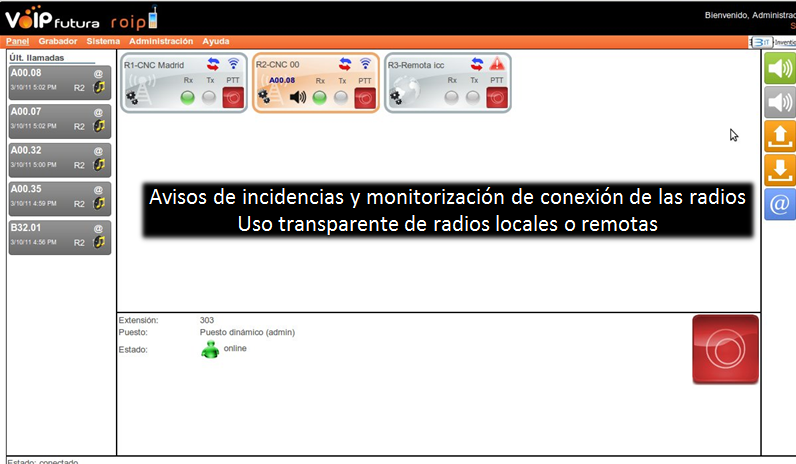 VOIP futura roip
Bienvenido, Administrac
S
Panel Grabador Sistema Administración Ayuda
Últ. llamadas
A00.08 @
3/10/11 5:02 PM R2
A00.07 @
3/10/11 5:02 PM R2
A00.32 @
3/10/11 5:00 PM R2
A00.35 @
3/10/11 4:59 PM R2
B32.01 @
3/10/11 4:56 PM R2
R1-CNC Madrid
Rx Tx PTT
R2-CNC 00
A00.08 Rx Tx PTT
R3-Remota icc
Rx Tx PTT
@
Avisos de incidencias y monitorización de conexión de las radios
Uso transparente de radios locales o remotas
Extensión: 303
Puesto: Puesto dinámico (admin)
Estado: online
Estado: conectado